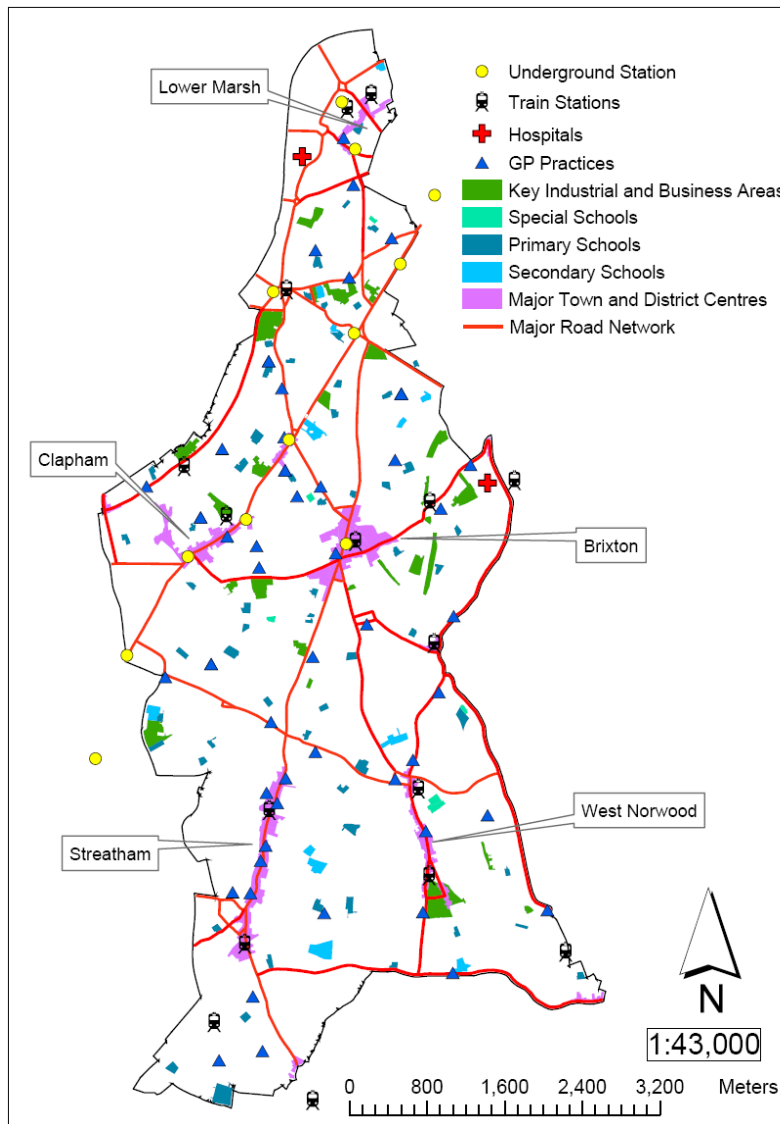 Lower Marsh
Underground Station
Train Stations
Hospitals
GP Practices
Key Industrial and Business Areas
Special Schools
Primary Schools
Secondary Schools
Major Town and District Centres
Major Road Network
Clapham
Brixton
West Norwood
Streatham
N
1:43,000
0 800 1,600 2,400 3,200 Meters